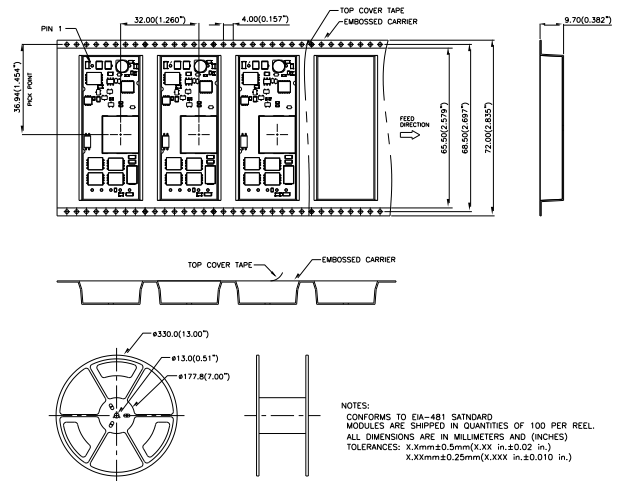 TOP COVER TAPE
EMBOSSED CARRIER
32.00(1.260")
4.00(0.157")
9.70(0.382")
PIN 1
36.94(1.454")
PICK POINT
FEED
DIRECTION
65.50(2.579")
68.50(2.697")
72.00(2.835")
TOP COVER TAPE
EMBOSSED CARRIER
ø330.0(13.00")
ø13.0(0.51")
ø177.8(7.00")
NOTES:
CONFORMS TO EIA-481 SATNDARD
MODULES ARE SHIPPED IN QUANTITIES OF 100 PER REEL.
ALL DIMENSIONS ARE IN MILLIMETERS AND (INCHES)
TOLERANCES: X.Xmm±0.5mm(X.XX in.±0.02 in.)
X.XXmm±0.25mm(X.XXX in.±0.010 in.)